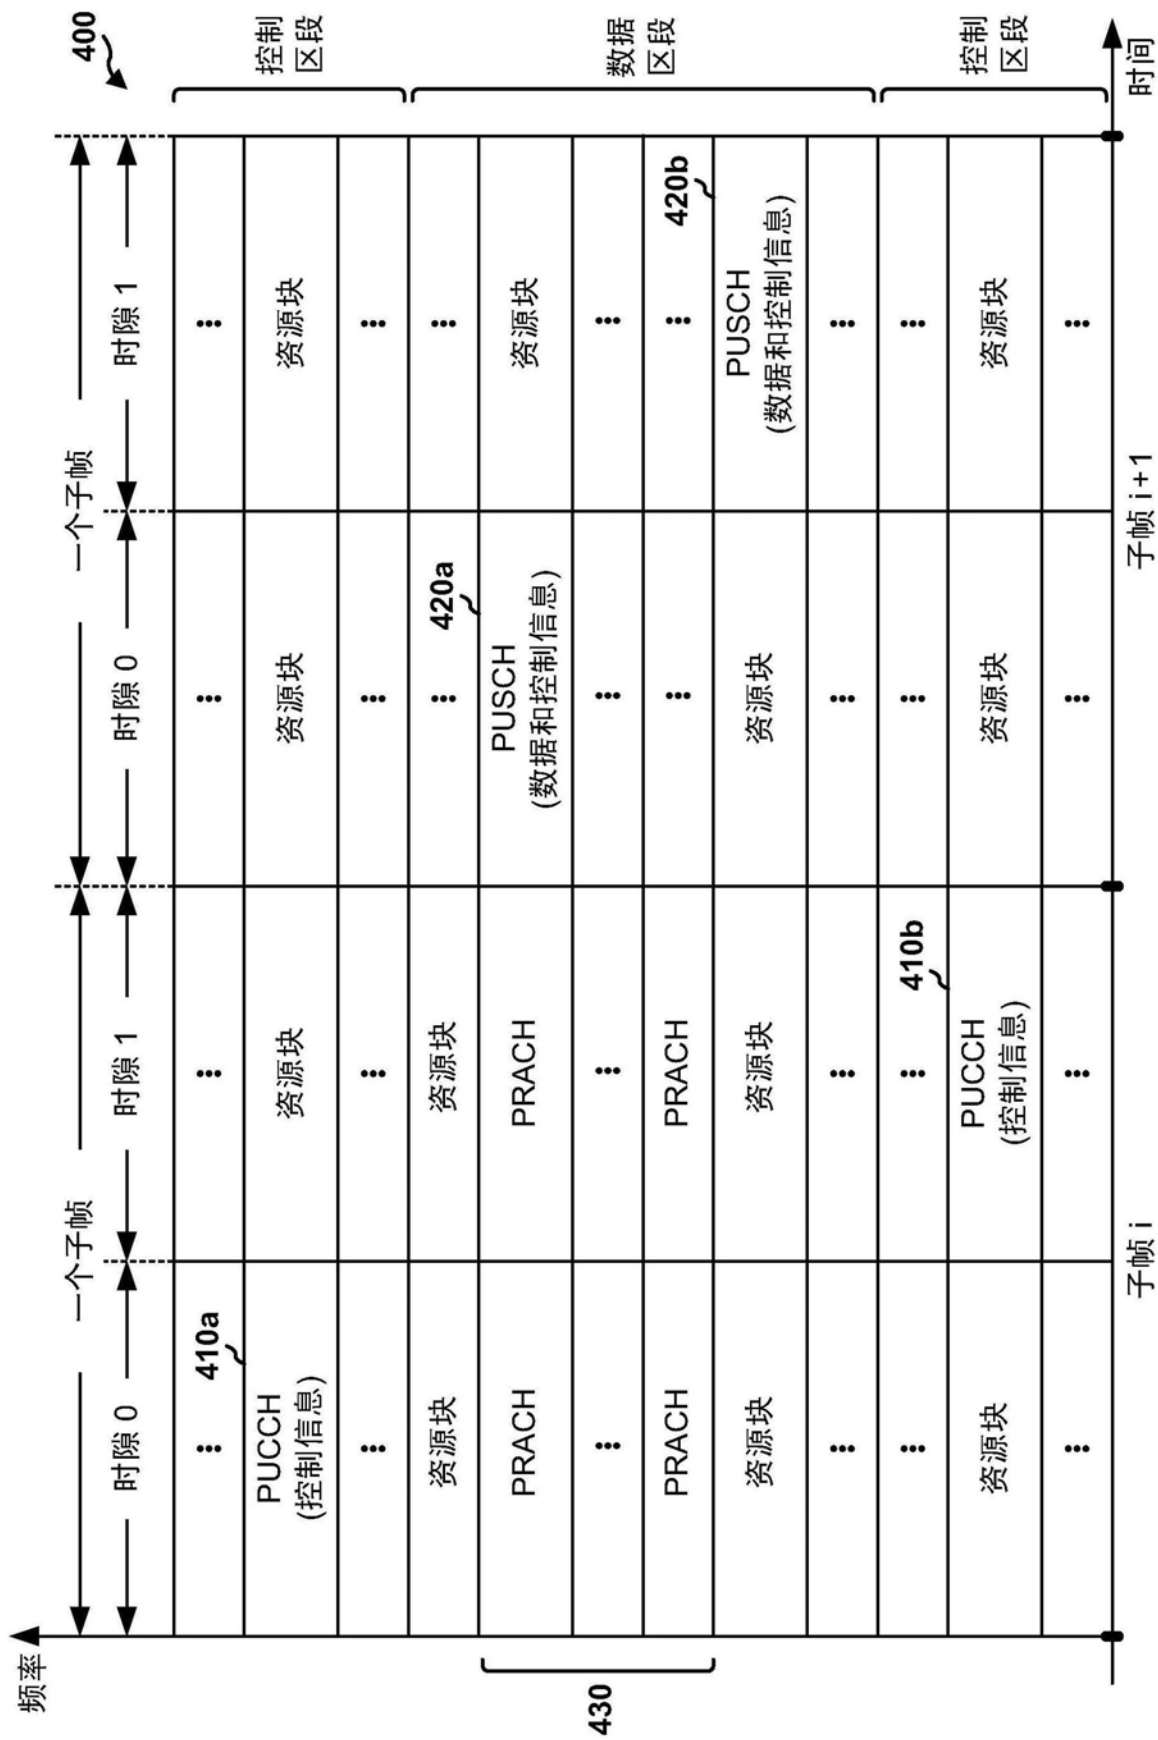 频率
400
一个子帧
一个子帧
时隙 0
时隙 1
时隙 0
时隙 1
410a
PUCCH
(控制信息)
资源块
资源块
资源块
控制
区段
资源块
资源块
420a
PRACH
PRACH
PUSCH
(数据和控制信息)
资源块
430
数据
区段
PRACH
PRACH
420b
资源块
资源块
资源块
PUSCH
(数据和控制信息)
410b
资源块
PUCCH
(控制信息)
资源块
资源块
控制
区段
子帧 i
子帧 i+1
时间